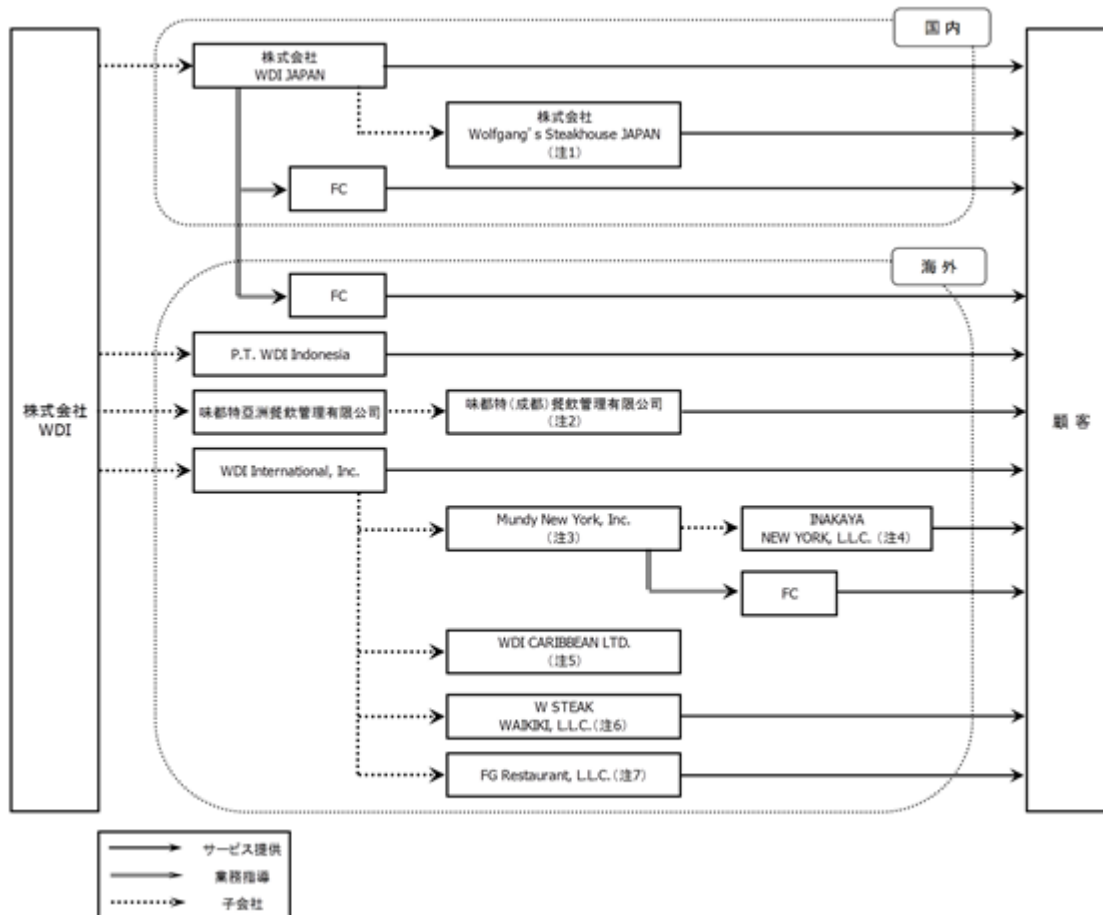 国内
株式会社
WDI JAPAN
株式会社
Wolfgang's Steakhouse JAPAN
（注1）
FC
海外
FC
P.T. WDI Indonesia
株式会社
WDI
味都特亞洲餐飲管理有限公司
味都特（成都）餐飲管理有限公司
（注2）
顧客
WDI International, Inc.
Mundy New York, Inc.
（注3）
INAKAYA
NEW YORK, L.L.C.（注4）
FC
WDI CARIBBEAN LTD.
（注5）
W STEAK
WAIKIKI, L.L.C.（注6）
FG Restaurant, L.L.C.（注7）
サービス提供
業務指導
子会社